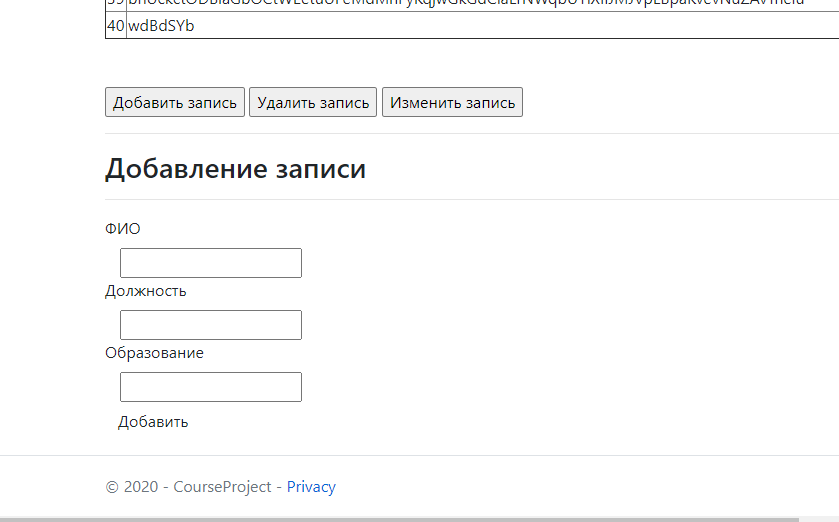 40 wdBdSYb
Добавить запись Удалить запись Изменить запись
Добавление записи
ФИО
Должность
Образование
Добавить
© 2020 - CourseProject - Privacy